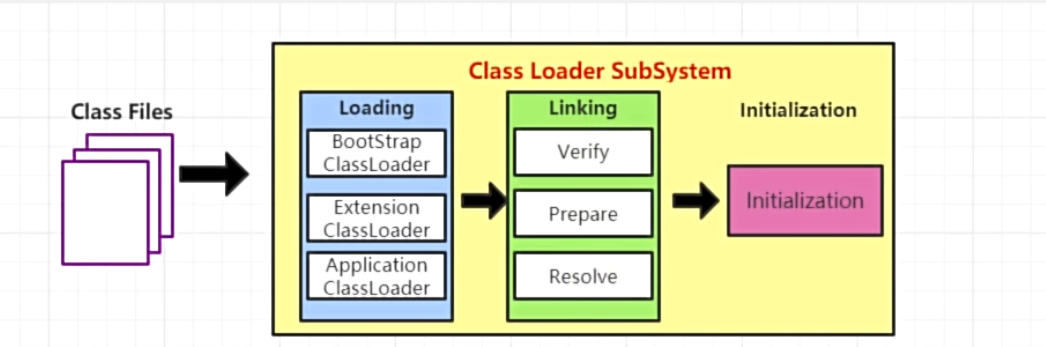 Class Loader SubSystem
Class Files
Loading
BootStrap
ClassLoader
Extension
ClassLoader
Application
ClassLoader
Linking
Verify
Prepare
Resolve
Initialization
Initialization